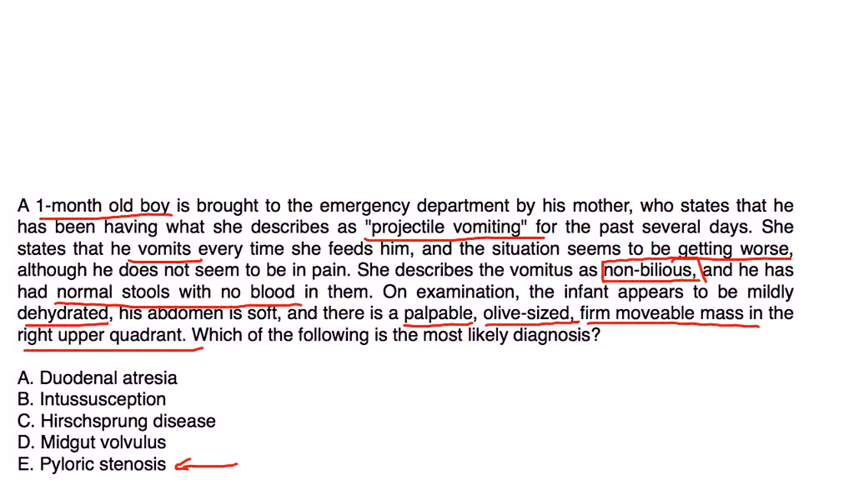 A 1-month old boy is brought to the emergency department by his mother, who states that he
has been having what she describes as "projectile vomiting" for the past several days. She
states that he vomits every time she feeds him, and the situation seems to be getting worse,
although he does not seem to be in pain. She describes the vomitus as non-bilious, and he has
had normal stools with no blood in them. On examination, the infant appears to be mildly
dehydrated, his abdomen is soft, and there is a palpable, olive-sized, firm moveable mass in the
right upper quadrant. Which of the following is the most likely diagnosis?
A. Duodenal atresia
B. Intussusception
C. Hirschsprung disease
D. Midgut volvulus
E. Pyloric stenosis